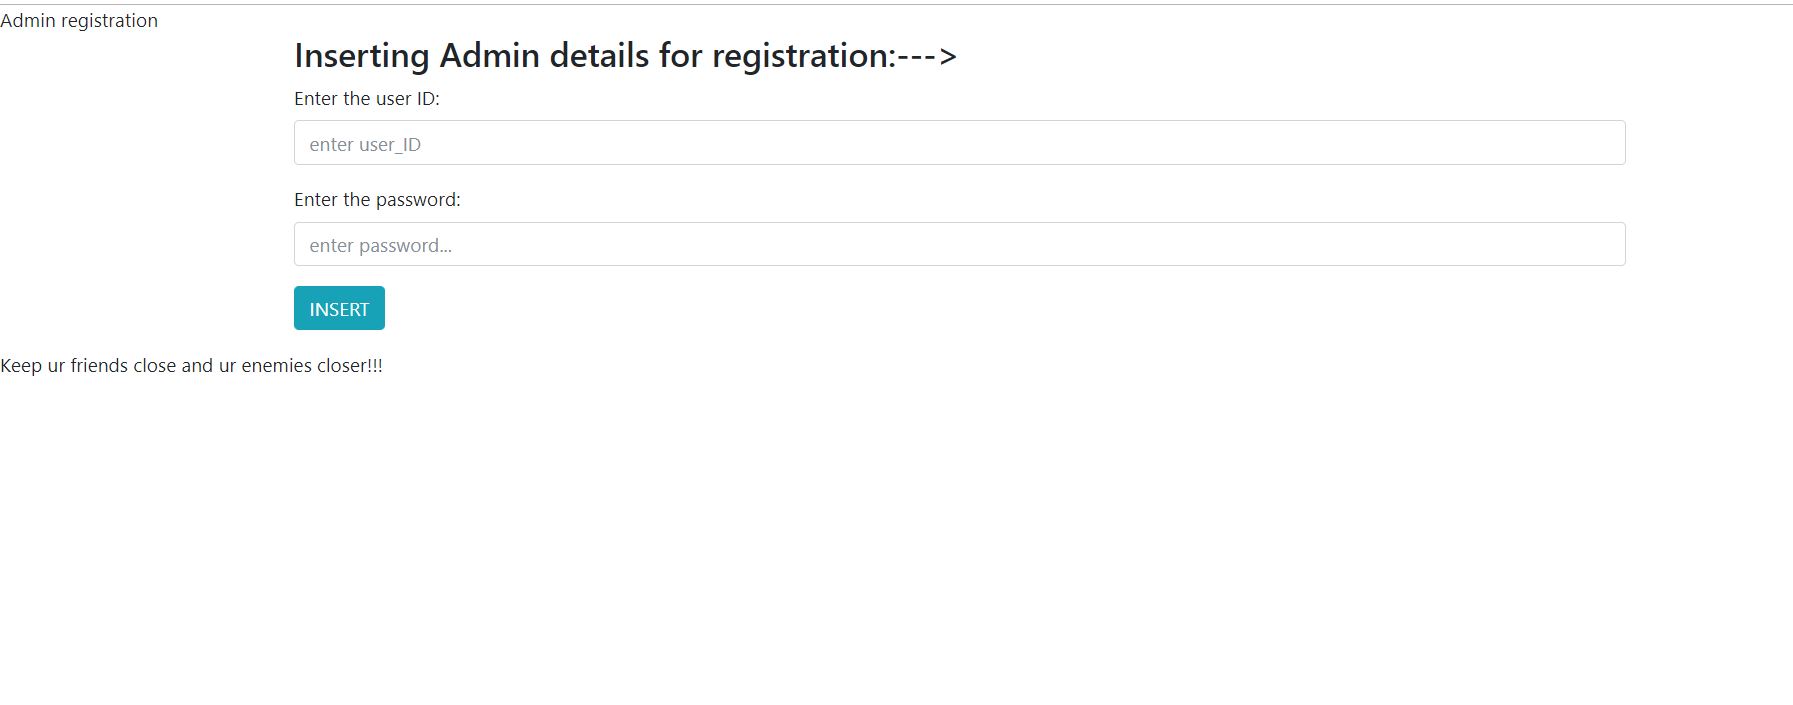 Admin registration
Inserting Admin details for registration:--->
Enter the user ID:
enter user_ID
Enter the password:
enter password...
INSERT
Keep ur friends close and ur enemies closer!!!